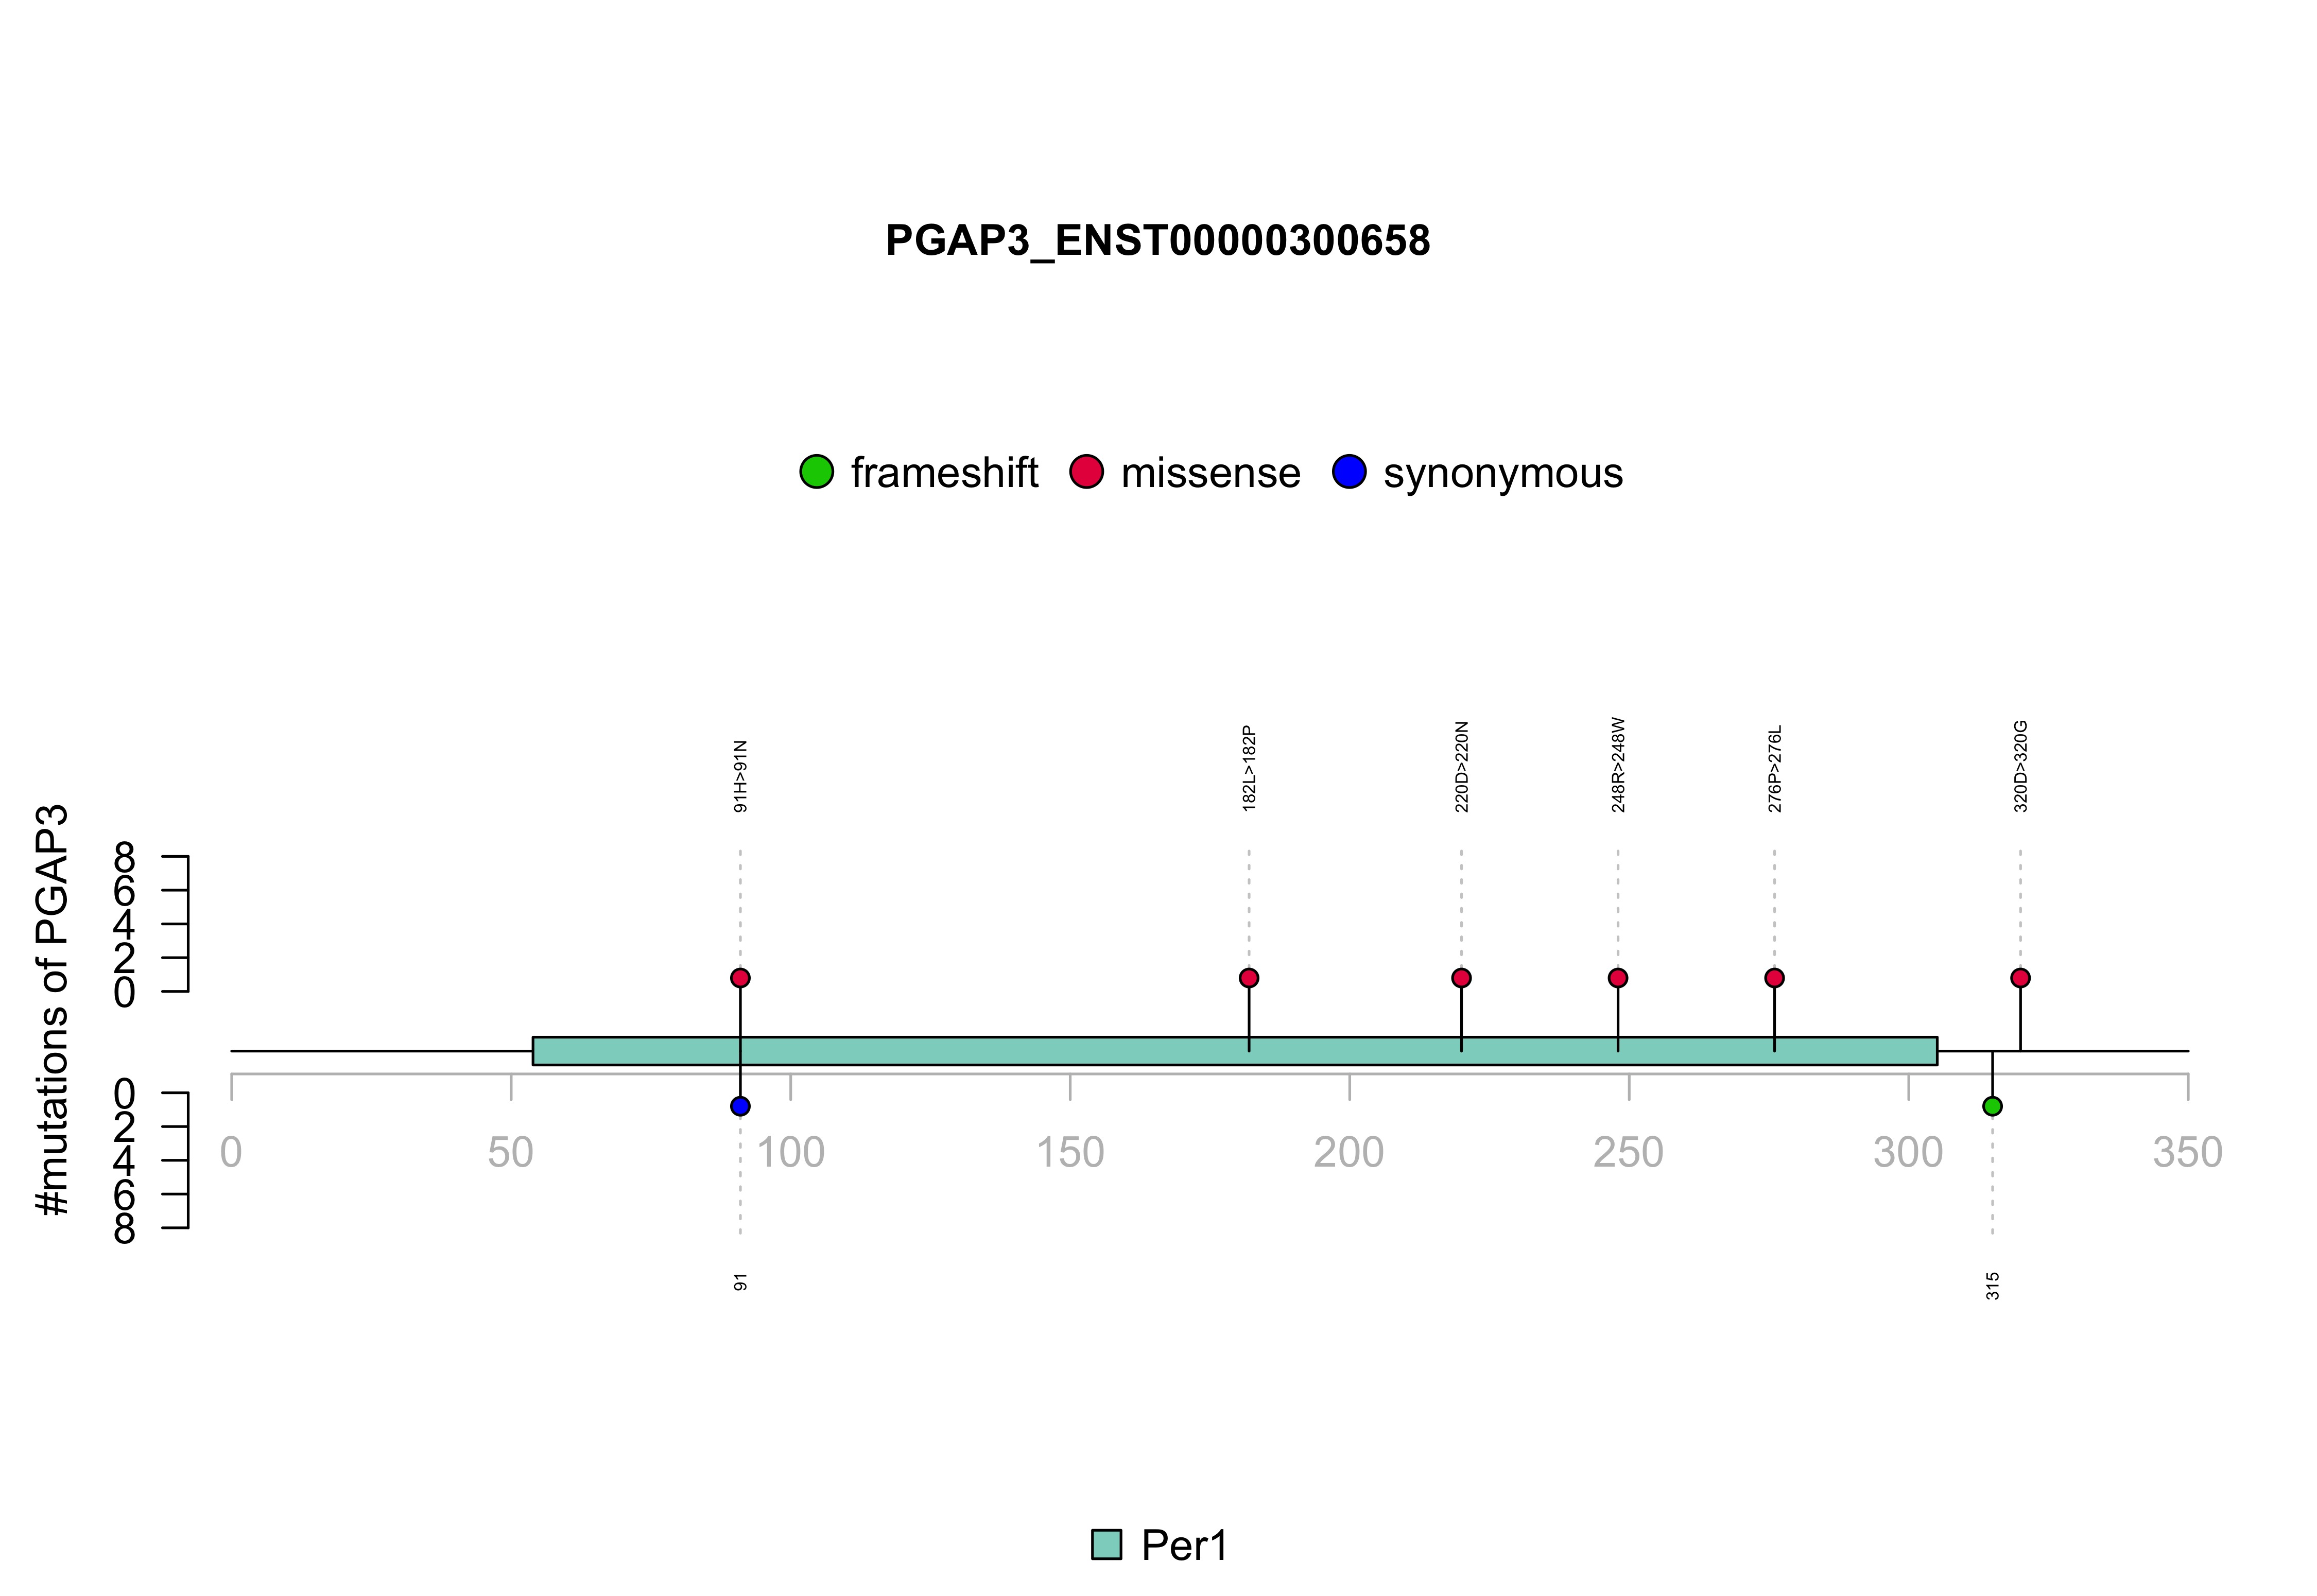 PGAP3_ENST00000300658
frameshift missense synonymous
91H>91N
182L>182P
220D>220N
248R>248W
276P>276L
320D>320G
#mutations of PGAP3
8
6
4
2
0
0
2
4
6
8
0 50 100 150 200 250 300 350
91
315
Per1